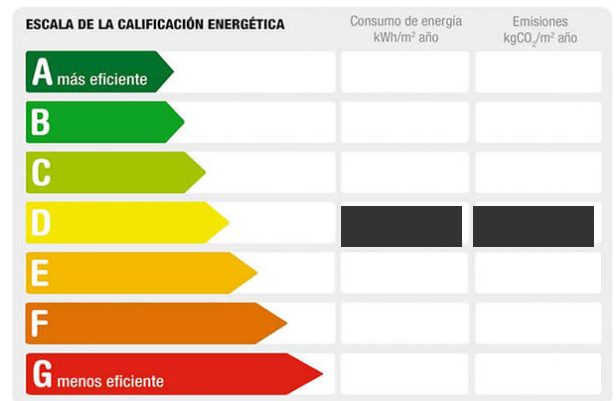 ESCALA DE LA CALIFICACIÓN ENERGÉTICA
Consumo de energía
kWh/m² año
Emisiones
kgCO₂/m² año
A más eficiente
B
C
D
E
F
G menos eficiente